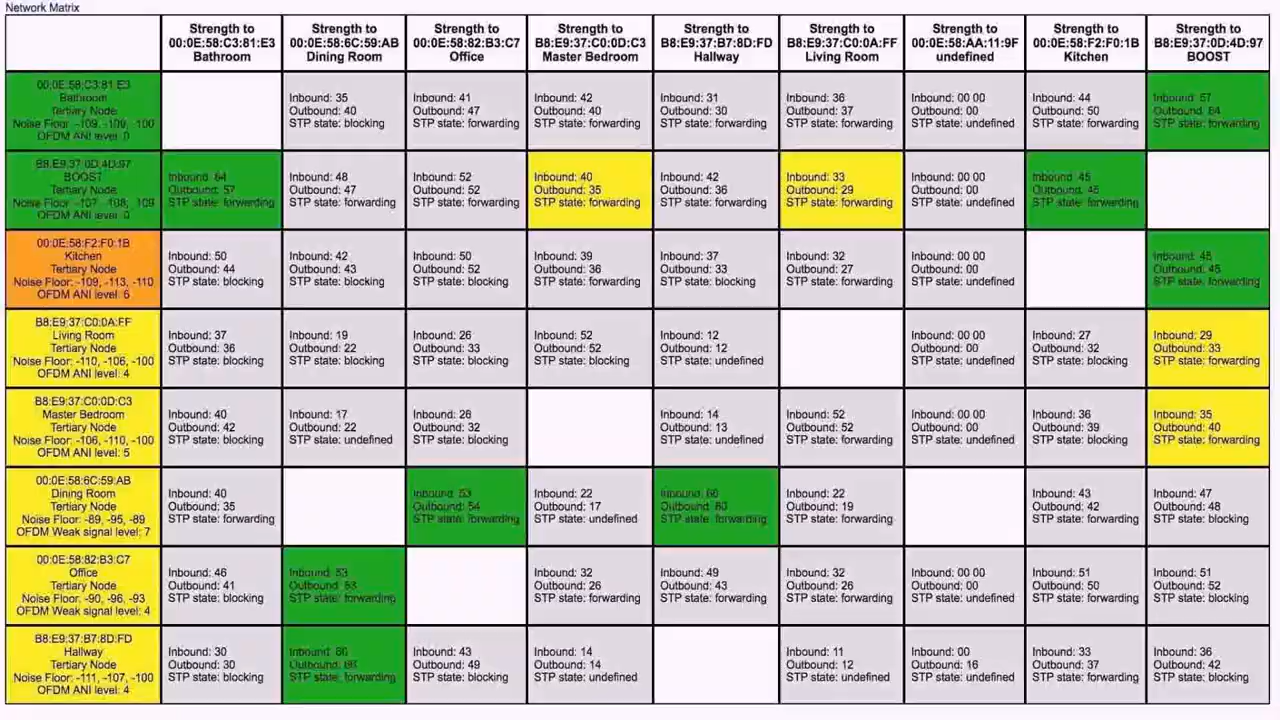 Network Matrix
Strength to
00:0E:58:C3:81:E3
Bathroom
Strength to
00:0E:58:6C:59:AB
Dining Room
Strength to
00:0E:58:82:B3:C7
Office
Strength to
B8:E9:37:C0:0D:C3
Master Bedroom
Strength to
B8:E9:37:B7:8D:FD
Hallway
Strength to
B8:E9:37:C0:0A:FF
Living Room
Strength to
00:0E:58:AA:11:9F
undefined
Strength to
00:0E:58:F2:F0:1B
Kitchen
Strength to
B8:E9:37:0D:4D:97
BOOST
00:0E:58:C3:81:E3
Bathroom
Tertiary Node
Noise Floor: -109, -109, -100
OFDM ANI level: 0
Inbound: 35
Outbound: 40
STP state: blocking
Inbound: 41
Outbound: 47
STP state: forwarding
Inbound: 42
Outbound: 40
STP state: forwarding
Inbound: 31
Outbound: 30
STP state: forwarding
Inbound: 36
Outbound: 37
STP state: forwarding
Inbound: 00 00
Outbound: 00
STP state: undefined
Inbound: 44
Outbound: 50
STP state: forwarding
Inbound: 57
Outbound: 64
STP state: forwarding
B8:E9:37:0D:4D:97
BOOST
Tertiary Node
Noise Floor: -107, -108, -109
OFDM ANI level: 0
Inbound: 64
Outbound: 57
STP state: forwarding
Inbound: 48
Outbound: 47
STP state: forwarding
Inbound: 52
Outbound: 52
STP state: forwarding
Inbound: 40
Outbound: 35
STP state: forwarding
Inbound: 42
Outbound: 36
STP state: forwarding
Inbound: 33
Outbound: 29
STP state: forwarding
Inbound: 00 00
Outbound: 00
STP state: undefined
Inbound: 45
Outbound: 45
STP state: forwarding
00:0E:58:F2:F0:1B
Kitchen
Tertiary Node
Noise Floor: -109, -113, -110
OFDM ANI level: 6
Inbound: 50
Outbound: 44
STP state: blocking
Inbound: 42
Outbound: 43
STP state: blocking
Inbound: 50
Outbound: 52
STP state: blocking
Inbound: 39
Outbound: 36
STP state: forwarding
Inbound: 37
Outbound: 33
STP state: blocking
Inbound: 32
Outbound: 27
STP state: forwarding
Inbound: 00 00
Outbound: 00
STP state: undefined
Inbound: 45
Outbound: 45
STP state: forwarding
B8:E9:37:C0:0A:FF
Living Room
Tertiary Node
Noise Floor: -110, -106, -100
OFDM ANI level: 4
Inbound: 37
Outbound: 36
STP state: blocking
Inbound: 19
Outbound: 22
STP state: blocking
Inbound: 26
Outbound: 33
STP state: blocking
Inbound: 52
Outbound: 52
STP state: blocking
Inbound: 12
Outbound: 12
STP state: undefined
Inbound: 00 00
Outbound: 00
STP state: undefined
Inbound: 27
Outbound: 32
STP state: blocking
Inbound: 29
Outbound: 33
STP state: forwarding
B8:E9:37:C0:0D:C3
Master Bedroom
Tertiary Node
Noise Floor: -106, -110, -100
OFDM ANI level: 5
Inbound: 40
Outbound: 42
STP state: blocking
Inbound: 17
Outbound: 22
STP state: undefined
Inbound: 26
Outbound: 32
STP state: blocking
Inbound: 14
Outbound: 13
STP state: undefined
Inbound: 52
Outbound: 52
STP state: forwarding
Inbound: 00 00
Outbound: 00
STP state: undefined
Inbound: 36
Outbound: 39
STP state: blocking
Inbound: 35
Outbound: 40
STP state: forwarding
00:0E:58:6C:59:AB
Dining Room
Tertiary Node
Noise Floor: -89, -95, -89
OFDM Weak signal level: 7
Inbound: 40
Outbound: 35
STP state: forwarding
Inbound: 53
Outbound: 54
STP state: forwarding
Inbound: 22
Outbound: 17
STP state: undefined
Inbound: 60
Outbound: 60
STP state: forwarding
Inbound: 22
Outbound: 19
STP state: forwarding
Inbound: 43
Outbound: 42
STP state: forwarding
Inbound: 47
Outbound: 48
STP state: blocking
00:0E:58:82:B3:C7
Office
Tertiary Node
Noise Floor: -90, -96, -93
OFDM Weak signal level: 4
Inbound: 46
Outbound: 41
STP state: blocking
Inbound: 53
Outbound: 53
STP state: forwarding
Inbound: 32
Outbound: 26
STP state: forwarding
Inbound: 49
Outbound: 43
STP state: forwarding
Inbound: 32
Outbound: 26
STP state: forwarding
Inbound: 00 00
Outbound: 00
STP state: undefined
Inbound: 51
Outbound: 50
STP state: forwarding
Inbound: 51
Outbound: 52
STP state: blocking
B8:E9:37:B7:8D:FD
Hallway
Tertiary Node
Noise Floor: -111, -107, -100
OFDM ANI level: 4
Inbound: 30
Outbound: 30
STP state: blocking
Inbound: 60
Outbound: 60
STP state: forwarding
Inbound: 43
Outbound: 49
STP state: blocking
Inbound: 14
Outbound: 14
STP state: undefined
Inbound: 11
Outbound: 12
STP state: undefined
Inbound: 00
Outbound: 16
STP state: undefined
Inbound: 33
Outbound: 37
STP state: forwarding
Inbound: 36
Outbound: 42
STP state: blocking